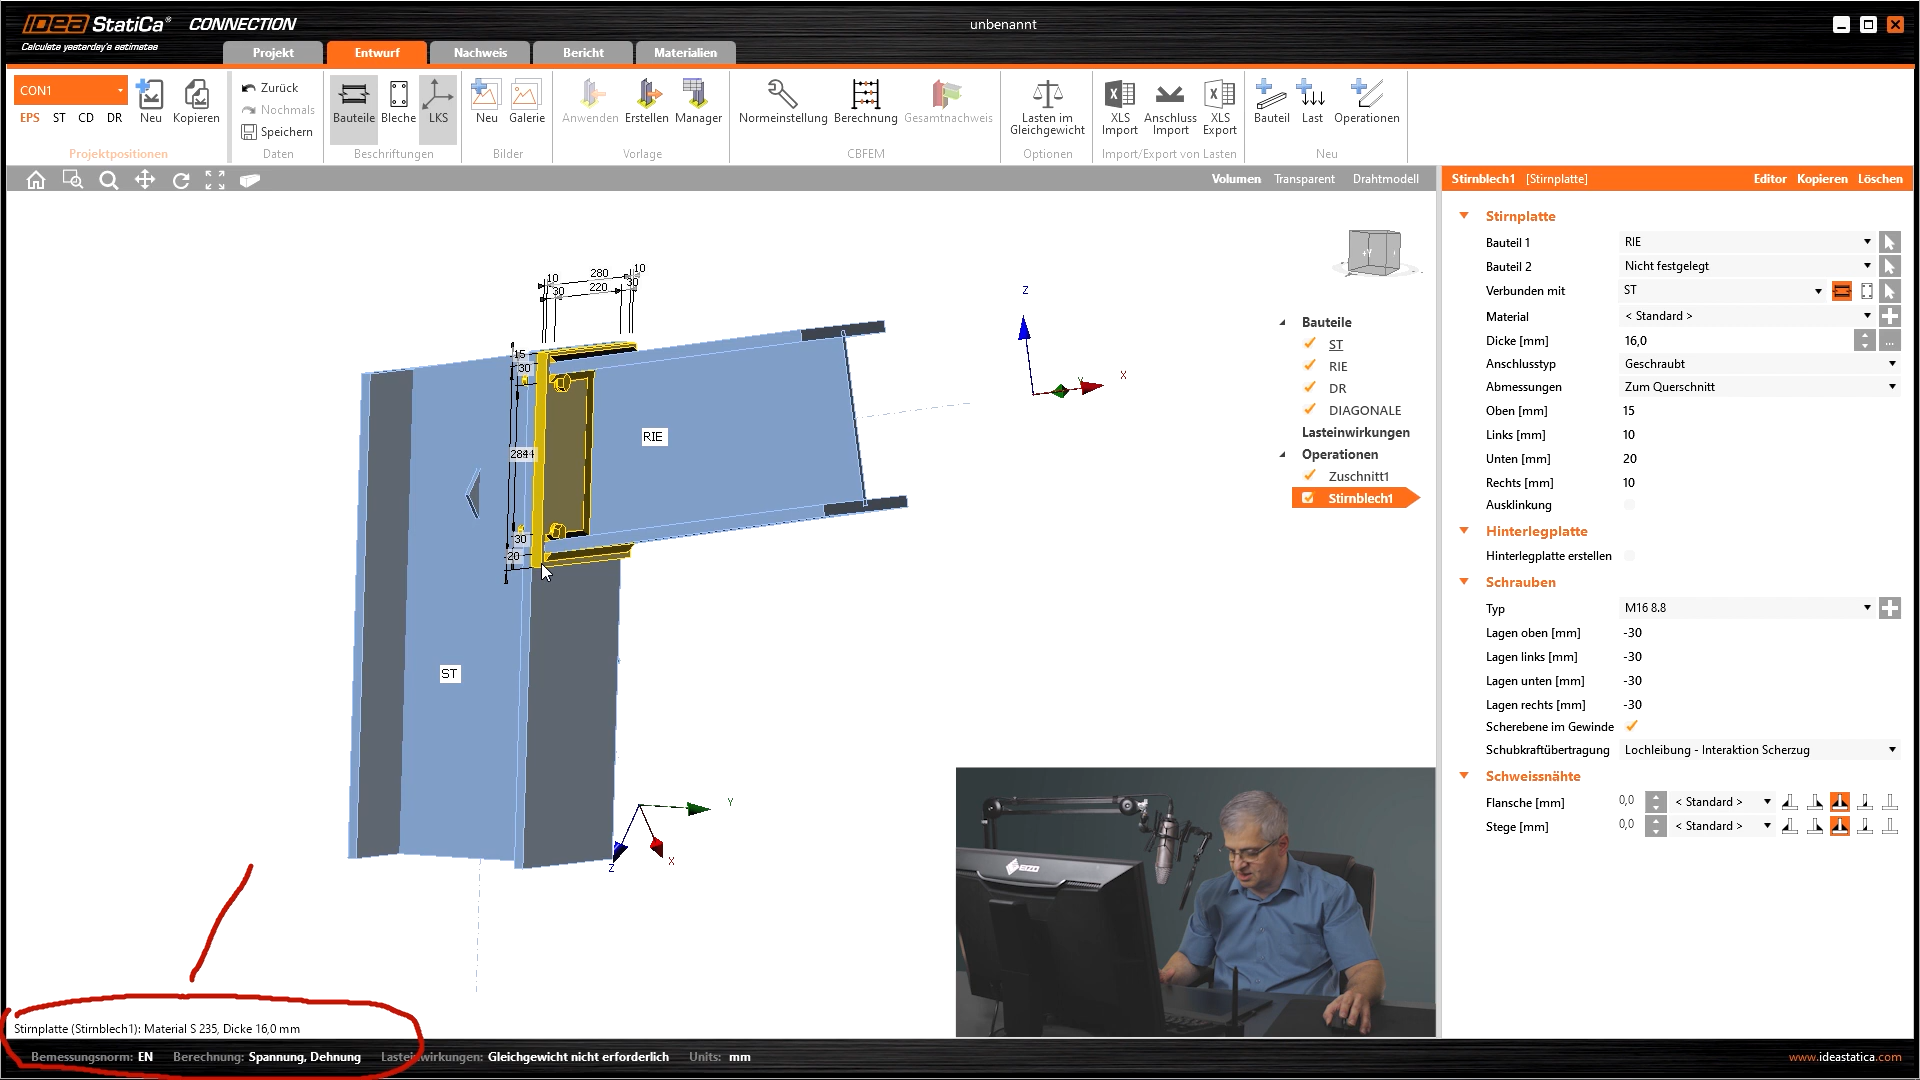 IDEA StatiCa® CONNECTION
Calculate yesterday's estimates
unbenannt
Projekt Entwurf Nachweis Bericht Materialien
CON1
EPS ST CD DR
Neu Kopieren
Projektpositionen
Zurück
Nochmals
Speichern
Daten
Bauteile Bleche LKS
Beschriftungen
Neu Galerie
Bilder
Anwenden Erstellen Manager
Vorlage
Normeinstellung Berechnung Gesamtnachweis
CBFEM
Lasten im Gleichgewicht
Optionen
XLS Import Anschluss Import XLS Export
Import/Export von Lasten
Bauteil Last Operationen
Neu
Volumen Transparent Drahtmodell
Stirnblech1 [Stirnplatte] Editor Kopieren Löschen
Stirnplatte
Bauteil 1 RIE
Bauteil 2 Nicht festgelegt
Verbunden mit ST
Material < Standard >
Dicke [mm] 16,0
Anschlusstyp Geschraubt
Abmessungen Zum Querschnitt
Oben [mm] 15
Links [mm] 10
Unten [mm] 20
Rechts [mm] 10
Ausklinkung
Hinterlegplatte
Hinterlegplatte erstellen
Schrauben
Typ M16 8.8
Lagen oben [mm] -30
Lagen links [mm] -30
Lagen unten [mm] -30
Lagen rechts [mm] -30
Scherebene im Gewinde
Schubkraftübertragung Lochleibung - Interaktion Scherzug
Schweissnähte
Flansche [mm] 0,0 < Standard >
Stege [mm] 0,0 < Standard >
Bauteile
ST
RIE
DR
DIAGONALE
Lasteinwirkungen
Operationen
Zuschnitt1
Stirnblech1
+Y
Z
Y X
10 280 10
30 220 30
15
30
RIE
30
20
ST
Y
Z X
EIZO
Stirnplatte (Stirnblech1): Material S 235, Dicke 16,0 mm
Bemessungsnorm: EN Berechnung: Spannung, Dehnung Lasteinwirkungen: Gleichgewicht nicht erforderlich Units: mm
www.ideastatica.com